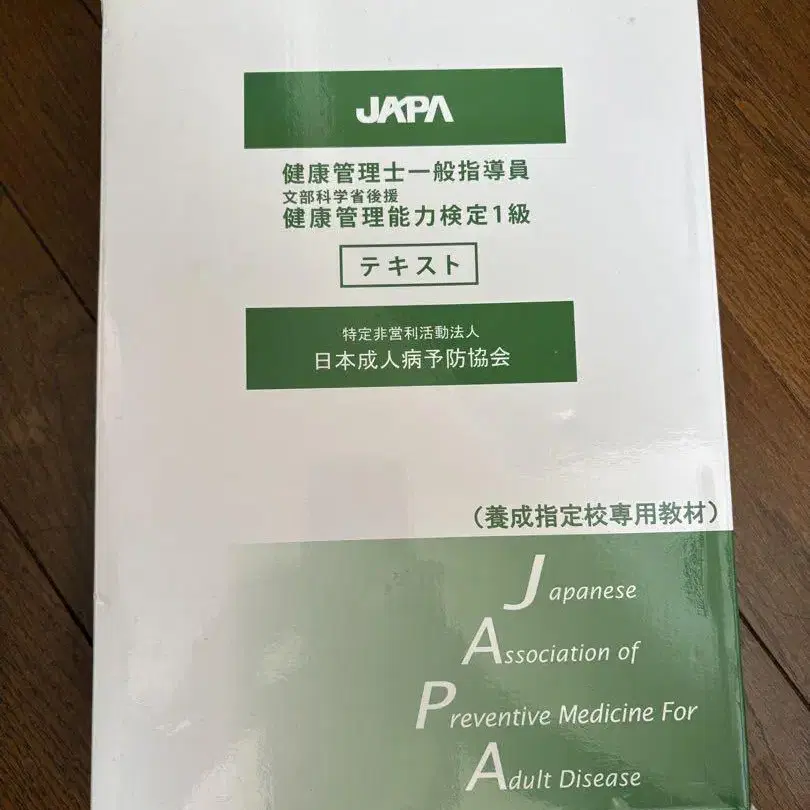 JAPA
健康管理士一般指導員
文部科学省後援
健康管理能力検定1級
テキスト
特定非営利活動法人
日本成人病予防協会
(養成指定校専用教材)
Japanese
Association of
Preventive Medicine For
Adult Disease